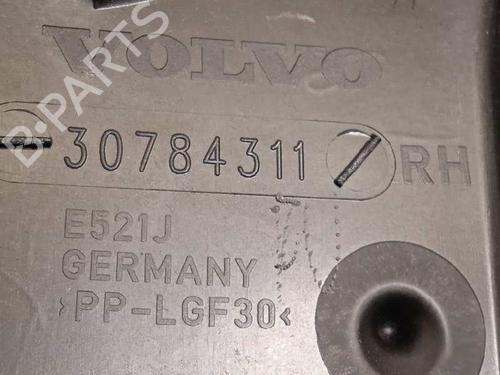 VOLVO
30784311 RH
E521J
GERMANY
>PP-LGF30<
B-PARTS